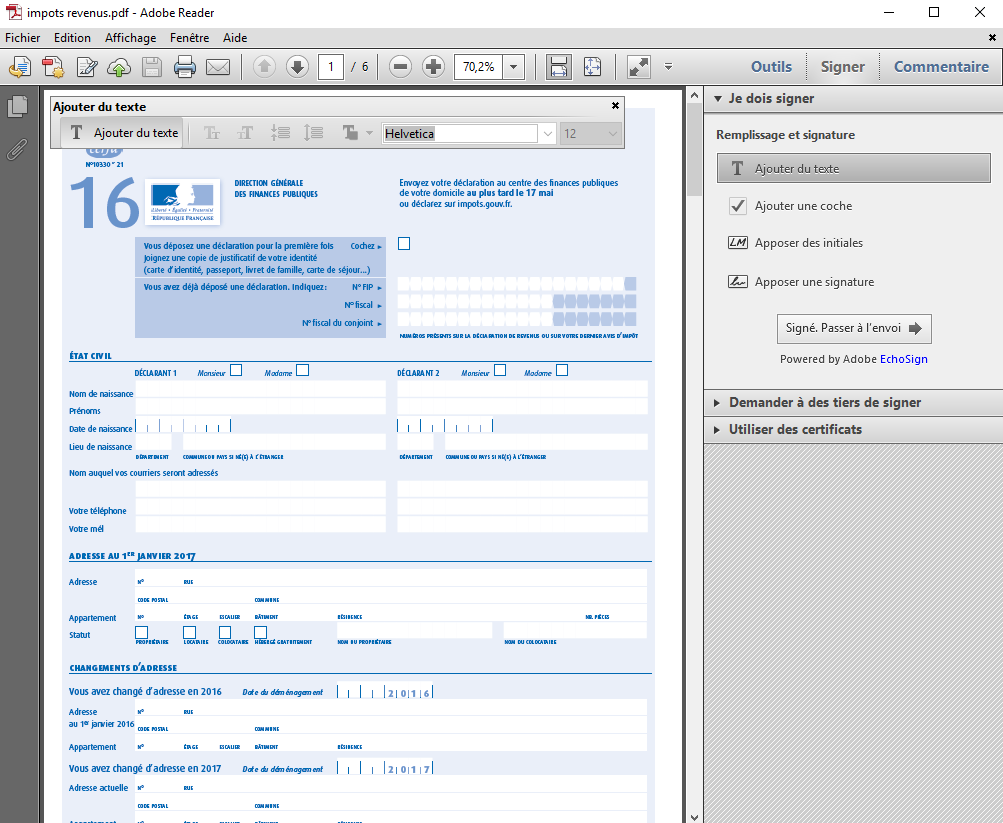 impots revenus.pdf - Adobe Reader
Fichier Edition Affichage Fenêtre Aide
1 / 6 70,2% Outils Signer Commentaire
Ajouter du texte
T Ajouter du texte Helvetica 12
N°10330 * 21
16
Liberté • Égalité • Fraternité
RÉPUBLIQUE FRANÇAISE
DIRECTION GÉNÉRALE
DES FINANCES PUBLIQUES
Envoyez votre déclaration au centre des finances publiques
de votre domicile au plus tard le 17 mai
ou déclarez sur impots.gouv.fr.
Vous déposez une déclaration pour la première fois Cochez ►
Joignez une copie de justificatif de votre identité
(carte d'identité, passeport, livret de famille, carte de séjour...)
Vous avez déjà déposé une déclaration. Indiquez: N° FIP ►
N° fiscal ►
N° fiscal du conjoint ►
NUMÉROS PRÉSENTS SUR LA DÉCLARATION DE REVENUS OU SUR VOTRE DERNIER AVIS D'IMPÔT
ÉTAT CIVIL
DÉCLARANT 1 Monsieur Madame DÉCLARANT 2 Monsieur Madame
Nom de naissance
Prénoms
Date de naissance
Lieu de naissance
DÉPARTEMENT COMMUNE OU PAYS SI NÉ(E) À L'ÉTRANGER DÉPARTEMENT COMMUNE OU PAYS SI NÉ(E) À L'ÉTRANGER
Nom auquel vos courriers seront adressés
Votre téléphone
Votre mél
ADRESSE AU 1ER JANVIER 2017
Adresse N° RUE
CODE POSTAL COMMUNE
Appartement N° ÉTAGE ESCALIER BÂTIMENT RÉSIDENCE NB. PIÈCES
Statut
PROPRIÉTAIRE LOCATAIRE COLOCATAIRE HÉBERGÉ GRATUITEMENT NOM DU PROPRIÉTAIRE NOM DU COLOCATAIRE
CHANGEMENTS D'ADRESSE
Vous avez changé d'adresse en 2016 Date du déménagement 2016
Adresse N° RUE
au 1er janvier 2016 CODE POSTAL COMMUNE
Appartement N° ÉTAGE ESCALIER BÂTIMENT RÉSIDENCE
Vous avez changé d'adresse en 2017 Date du déménagement 2017
Adresse actuelle N° RUE
CODE POSTAL COMMUNE
Je dois signer
Remplissage et signature
T Ajouter du texte
Ajouter une coche
LM Apposer des initiales
Apposer une signature
Signé. Passer à l'envoi
Powered by Adobe EchoSign
Demander à des tiers de signer
Utiliser des certificats